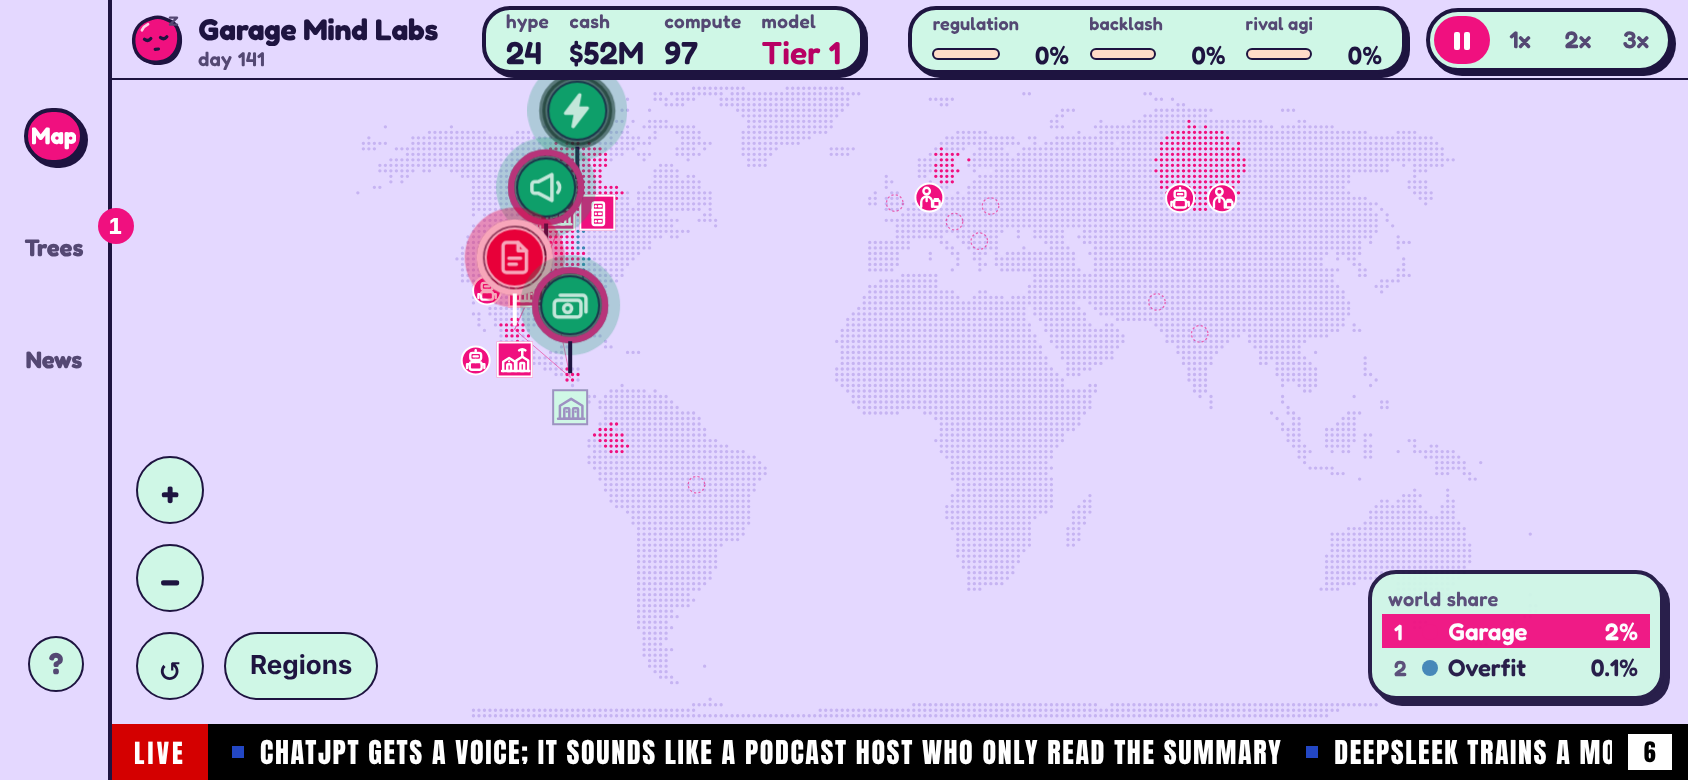 Garage Mind Labs
day 141
hype
24
cash
$52M
compute
97
model
Tier 1
regulation
0%
backlash
0%
rival agi
0%
1x
2x
3x
Map
1
Trees
News
+
−
?
↺
Regions
world share
1 Garage 2%
2 Overfit 0.1%
LIVE
CHATJPT GETS A VOICE; IT SOUNDS LIKE A PODCAST HOST WHO ONLY READ THE SUMMARY
DEEPSLEEK TRAINS A
6